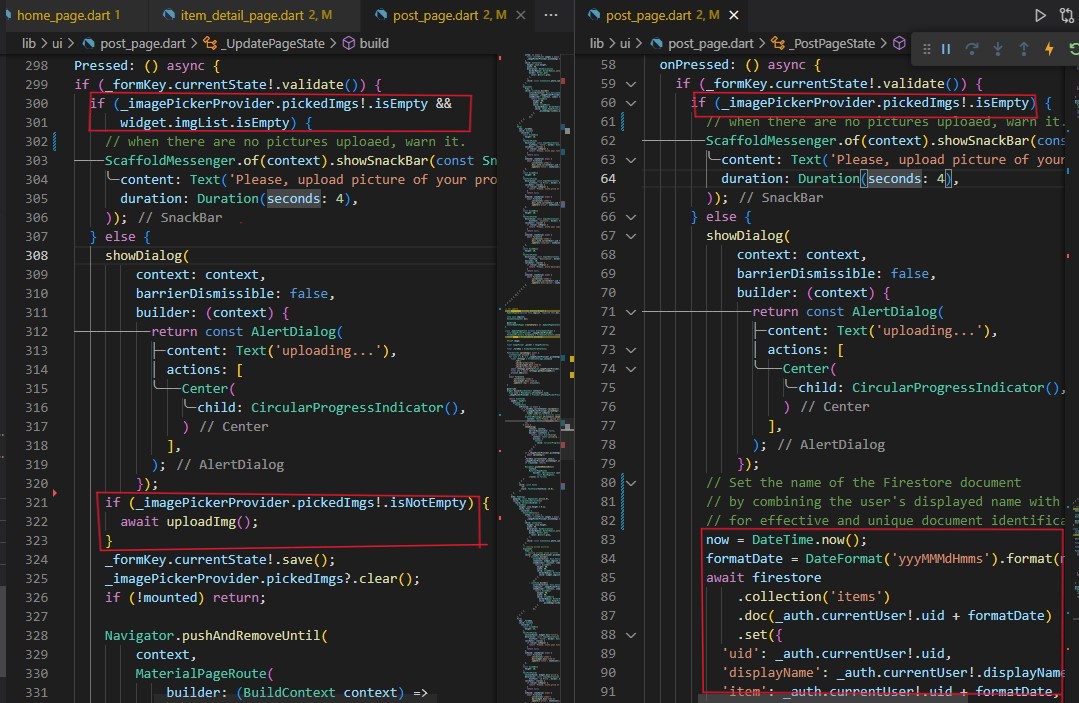 home_page.dart 1
item_detail_page.dart 2, M
post_page.dart 2, M
lib > ui > post_page.dart > _UpdatePageState > build
298 Pressed: () async {
299 if (_formKey.currentState!.validate()) {
300 if (_imagePickerProvider.pickedImgs!.isEmpty &&
301 widget.imgList.isEmpty) {
302 // when there are no pictures uploaed, warn it.
303 ScaffoldMessenger.of(context).showSnackBar(const Sn
304 content: Text('Please, upload picture of your pro
305 duration: Duration(seconds: 4),
306 )); // SnackBar
307 } else {
308 showDialog(
309 context: context,
310 barrierDismissible: false,
311 builder: (context) {
312 return const AlertDialog(
313 content: Text('uploading...'),
314 actions: [
315 Center(
316 child: CircularProgressIndicator(),
317 ) // Center
318 ],
319 ); // AlertDialog
320 });
321 if (_imagePickerProvider.pickedImgs!.isNotEmpty) {
322 await uploadImg();
323 }
324 _formKey.currentState!.save();
325 _imagePickerProvider.pickedImgs?.clear();
326 if (!mounted) return;
327
328 Navigator.pushAndRemoveUntil(
329 context,
330 MaterialPageRoute(
331 builder: (BuildContext context) =>
post_page.dart 2, M
lib > ui > post_page.dart > _PostPageState >
58 onPressed: () async {
59 if (_formKey.currentState!.validate()) {
60 if (_imagePickerProvider.pickedImgs!.isEmpty) {
61 // when there are no pictures uploaed, warn it.
62 ScaffoldMessenger.of(context).showSnackBar(cons
63 content: Text('Please, upload picture of your
64 duration: Duration(seconds: 4),
65 )); // SnackBar
66 } else {
67 showDialog(
68 context: context,
69 barrierDismissible: false,
70 builder: (context) {
71 return const AlertDialog(
72 content: Text('uploading...'),
73 actions: [
74 Center(
75 child: CircularProgressIndicator(),
76 ) // Center
77 ],
78 ); // AlertDialog
79 });
80 // Set the name of the Firestore document
81 // by combining the user's displayed name with
82 // for effective and unique document identifica
83 now = DateTime.now();
84 formatDate = DateFormat('yyyMMMdHmms').format(n
85 await firestore
86 .collection('items')
87 .doc(_auth.currentUser!.uid + formatDate)
88 .set({
89 'uid': _auth.currentUser!.uid,
90 'displayName': _auth.currentUser!.displayName
91 'item': _auth.currentUser!.uid + formatDate,